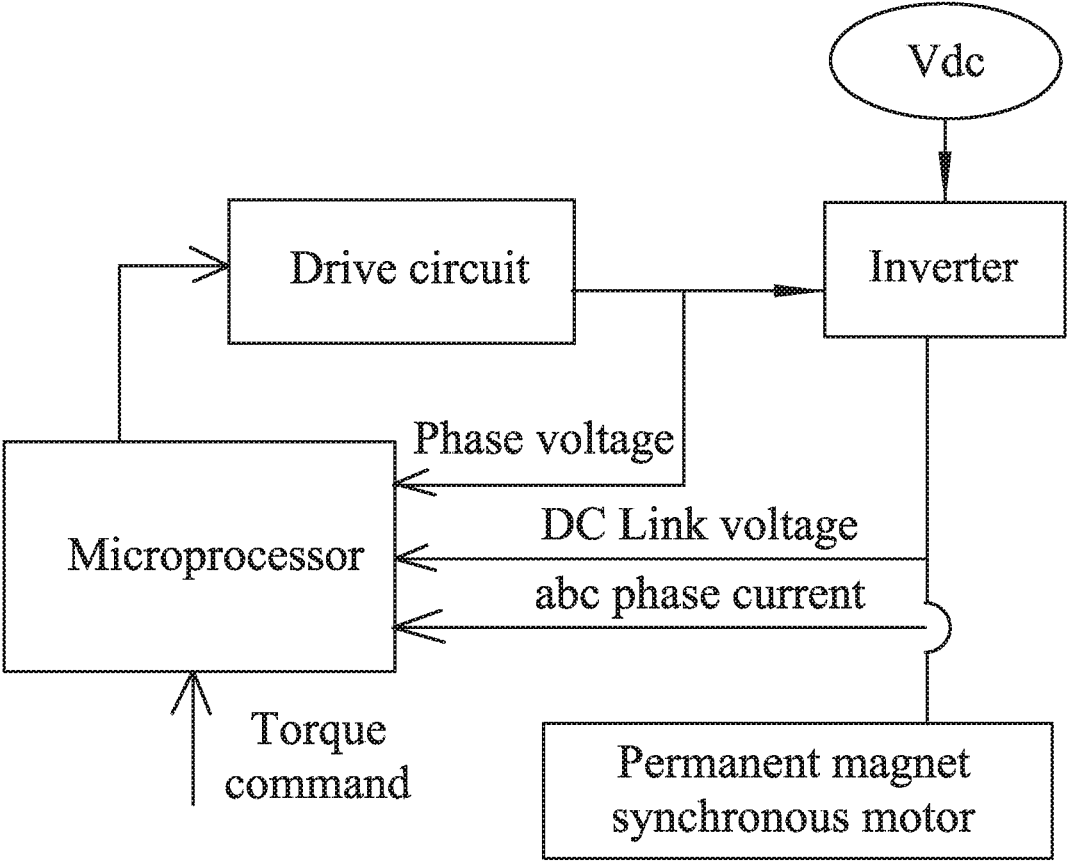 Vdc
Drive circuit
Inverter
Phase voltage
DC Link voltage
Microprocessor
abc phase current
Torque
command
Permanent magnet
synchronous motor